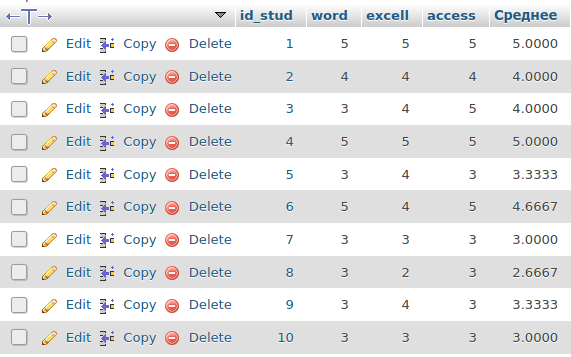 id_stud word excell access Среднее
Edit Copy Delete 1 5 5 5 5.0000
Edit Copy Delete 2 4 4 4 4.0000
Edit Copy Delete 3 3 4 5 4.0000
Edit Copy Delete 4 5 5 5 5.0000
Edit Copy Delete 5 3 4 3 3.3333
Edit Copy Delete 6 5 4 5 4.6667
Edit Copy Delete 7 3 3 3 3.0000
Edit Copy Delete 8 3 2 3 2.6667
Edit Copy Delete 9 3 4 3 3.3333
Edit Copy Delete 10 3 3 3 3.0000